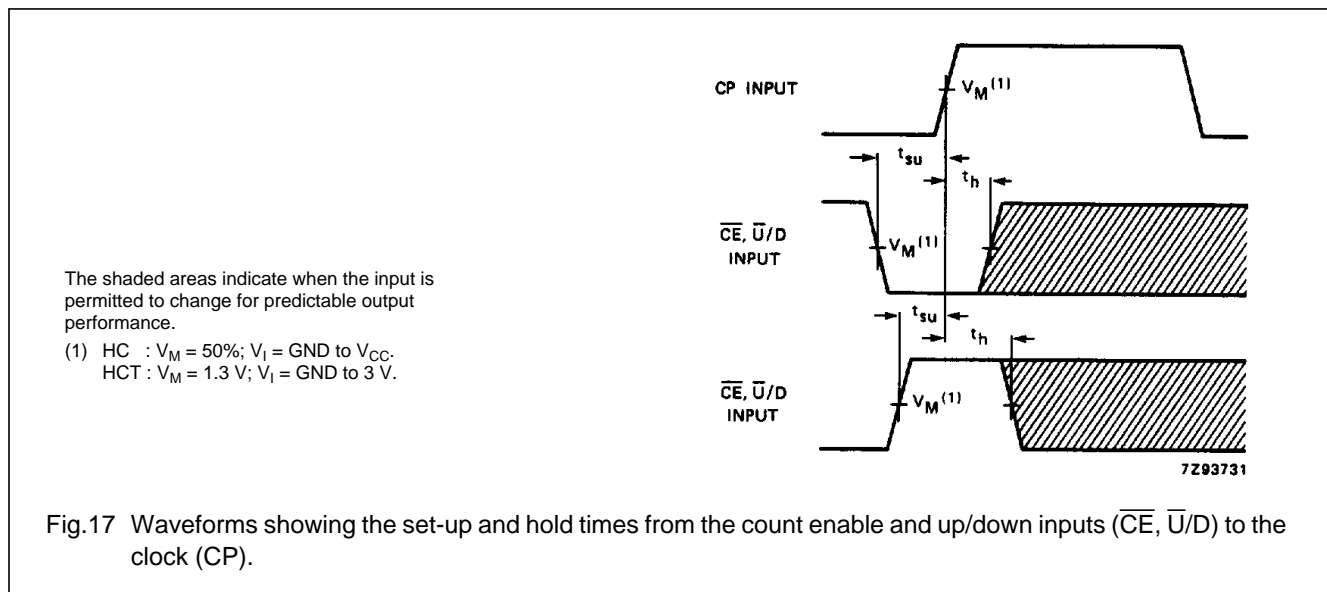 CP INPUT
V_M(1)
t_su
t_h
C̅E̅, U̅/D
INPUT
V_M(1)
t_su
t_h
C̅E̅, U̅/D
INPUT
V_M(1)
7Z93731
The shaded areas indicate when the input is
permitted to change for predictable output
performance.
(1) HC : V_M = 50%; V_I = GND to V_CC.
HCT : V_M = 1.3 V; V_I = GND to 3 V.
Fig.17 Waveforms showing the set-up and hold times from the count enable and up/down inputs (C̅E̅, U̅/D) to the
clock (CP).